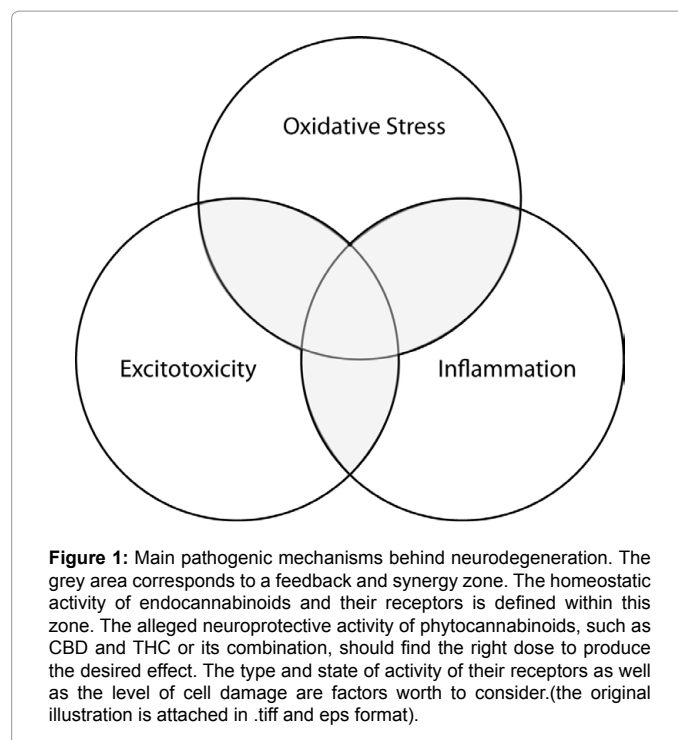 Oxidative Stress
Excitotoxicity
Inflammation
Figure 1: Main pathogenic mechanisms behind neurodegeneration. The
grey area corresponds to a feedback and synergy zone. The homeostatic
activity of endocannabinoids and their receptors is defined within this
zone. The alleged neuroprotective activity of phytocannabinoids, such as
CBD and THC or its combination, should find the right dose to produce
the desired effect. The type and state of activity of their receptors as well
as the level of cell damage are factors worth to consider.(the original
illustration is attached in .tiff and eps format).